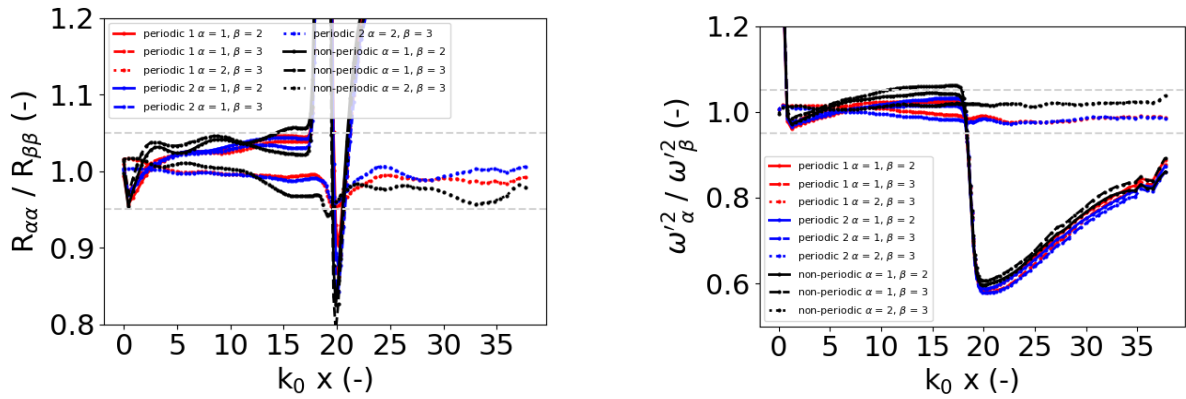 1.2
1.1
1.0
0.9
0.8
R_αα / R_ββ (-)
0 5 10 15 20 25 30 35
k_0 x (-)
periodic 1 α = 1, β = 2
periodic 1 α = 1, β = 3
periodic 1 α = 2, β = 3
periodic 2 α = 1, β = 2
periodic 2 α = 1, β = 3
periodic 2 α = 2, β = 3
non-periodic α = 1, β = 2
non-periodic α = 1, β = 3
non-periodic α = 2, β = 3
1.2
1.0
0.8
0.6
ω'^2_α / ω'^2_β (-)
0 5 10 15 20 25 30 35
k_0 x (-)
periodic 1 α = 1, β = 2
periodic 1 α = 1, β = 3
periodic 1 α = 2, β = 3
periodic 2 α = 1, β = 2
periodic 2 α = 1, β = 3
periodic 2 α = 2, β = 3
non-periodic α = 1, β = 2
non-periodic α = 1, β = 3
non-periodic α = 2, β = 3